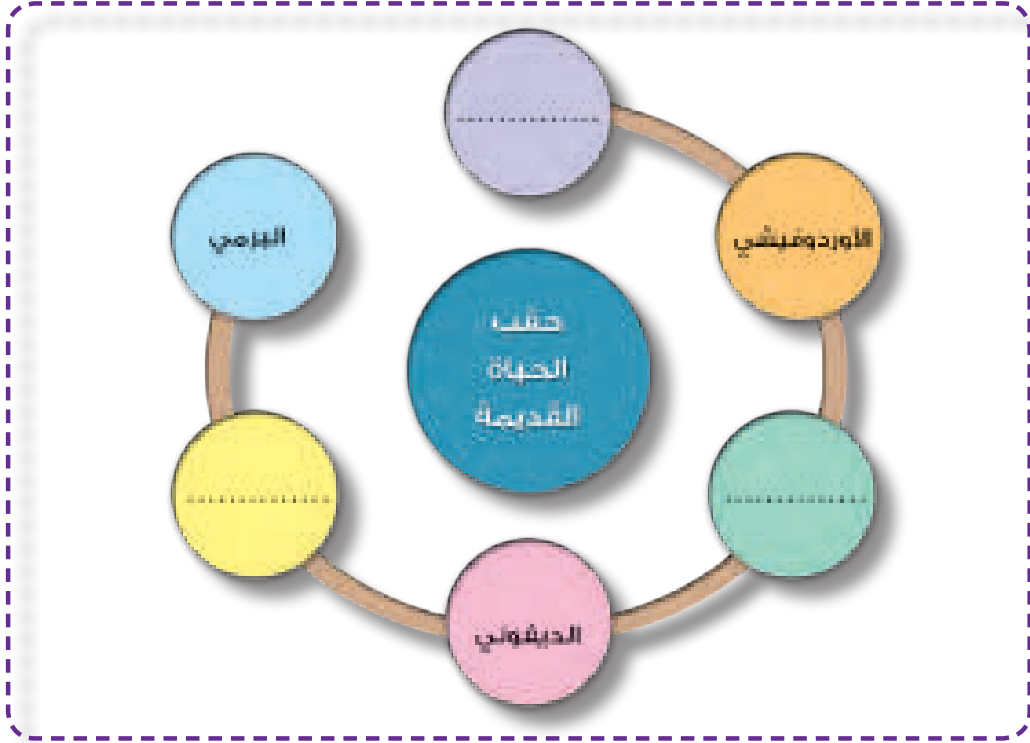 الأوردوفيشي
الديفوني
البرمي
حقب
الحياة
القديمة